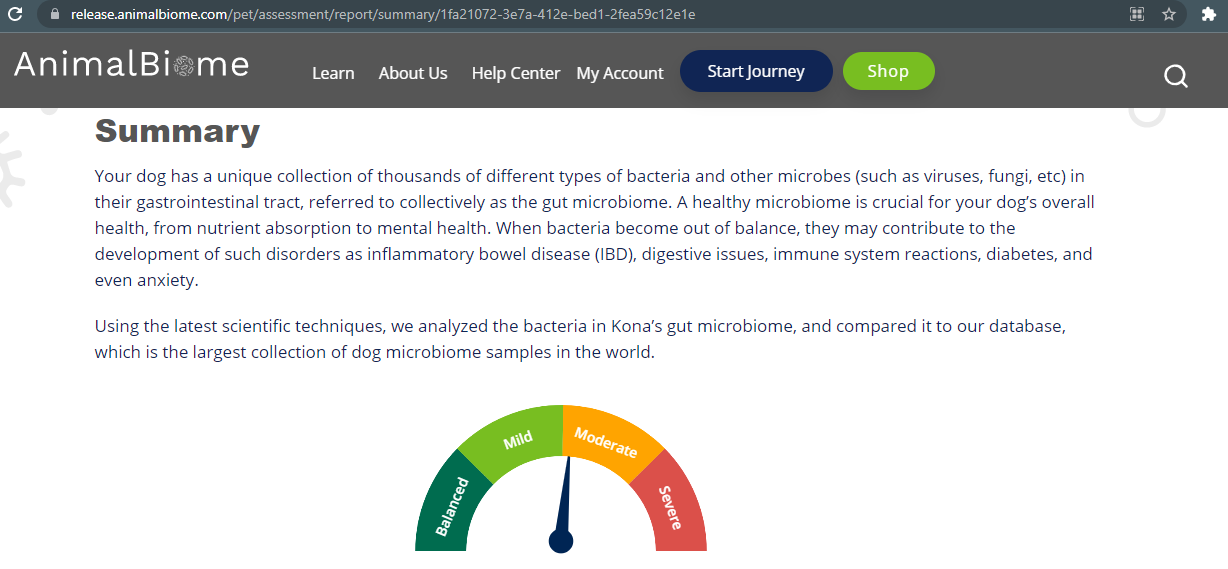 release.animalbiome.com/pet/assessment/report/summary/1fa21072-3e7a-412e-bed1-2fea59c12e1e
AnimalBiome
Learn About Us Help Center My Account Start Journey Shop
Summary
Your dog has a unique collection of thousands of different types of bacteria and other microbes (such as viruses, fungi, etc) in
their gastrointestinal tract, referred to collectively as the gut microbiome. A healthy microbiome is crucial for your dog’s overall
health, from nutrient absorption to mental health. When bacteria become out of balance, they may contribute to the
development of such disorders as inflammatory bowel disease (IBD), digestive issues, immune system reactions, diabetes, and
even anxiety.
Using the latest scientific techniques, we analyzed the bacteria in Kona’s gut microbiome, and compared it to our database,
which is the largest collection of dog microbiome samples in the world.
Balanced
Mild
Moderate
Severe